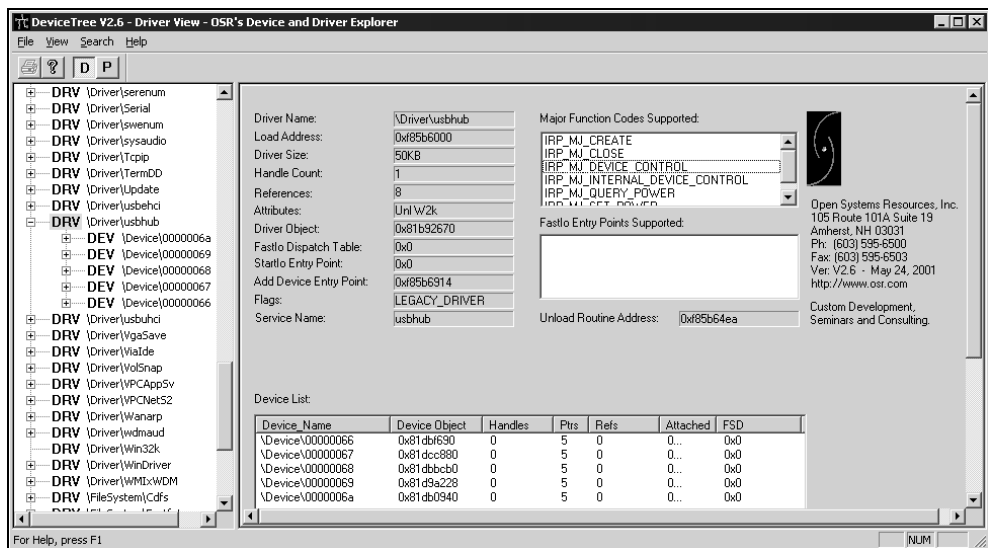 DeviceTree V2.6 - Driver View - OSR's Device and Driver Explorer
File View Search Help
D P
DRV \Driver\serenum
DRV \Driver\Serial
DRV \Driver\swenum
DRV \Driver\sysaudio
DRV \Driver\Tcpip
DRV \Driver\TermDD
DRV \Driver\Update
DRV \Driver\usbehci
DRV \Driver\usbhub
DEV \Device\0000006a
DEV \Device\00000069
DEV \Device\00000068
DEV \Device\00000067
DEV \Device\00000066
DRV \Driver\usbuhci
DRV \Driver\VgaSave
DRV \Driver\ViaIde
DRV \Driver\VolSnap
DRV \Driver\VPCAppSv
DRV \Driver\VPCNetS2
DRV \Driver\Wanarp
DRV \Driver\wdmaud
DRV \Driver\Win32k
DRV \Driver\WinDriver
DRV \Driver\WMIxWDM
DRV \FileSystem\Cdfs
Driver Name: \Driver\usbhub
Load Address: 0xf85b6000
Driver Size: 50KB
Handle Count: 1
References: 8
Attributes: Unl W2k
Driver Object: 0x81b92670
FastIo Dispatch Table: 0x0
StartIo Entry Point: 0x0
Add Device Entry Point: 0xf85b6914
Flags: LEGACY_DRIVER
Service Name: usbhub
Major Function Codes Supported:
IRP_MJ_CREATE
IRP_MJ_CLOSE
IRP_MJ_DEVICE_CONTROL
IRP_MJ_INTERNAL_DEVICE_CONTROL
IRP_MJ_QUERY_POWER
IRP_MJ_SET_POWER
FastIo Entry Points Supported:
Unload Routine Address: 0xf85b64ea
Open Systems Resources, Inc.
105 Route 101A Suite 19
Amherst, NH 03031
Ph: (603) 595-6500
Fax: (603) 595-6503
Ver: V2.6 - May 24, 2001
http://www.osr.com
Custom Development,
Seminars and Consulting.
Device List:
Device_Name Device Object Handles Ptrs Refs Attached FSD
\Device\00000066 0x81dbf690 0 5 0 0... 0x0
\Device\00000067 0x81dcc880 0 5 0 0... 0x0
\Device\00000068 0x81dbbcb0 0 5 0 0... 0x0
\Device\00000069 0x81d9a228 0 5 0 0... 0x0
\Device\0000006a 0x81db0940 0 5 0 0... 0x0
For Help, press F1
NUM